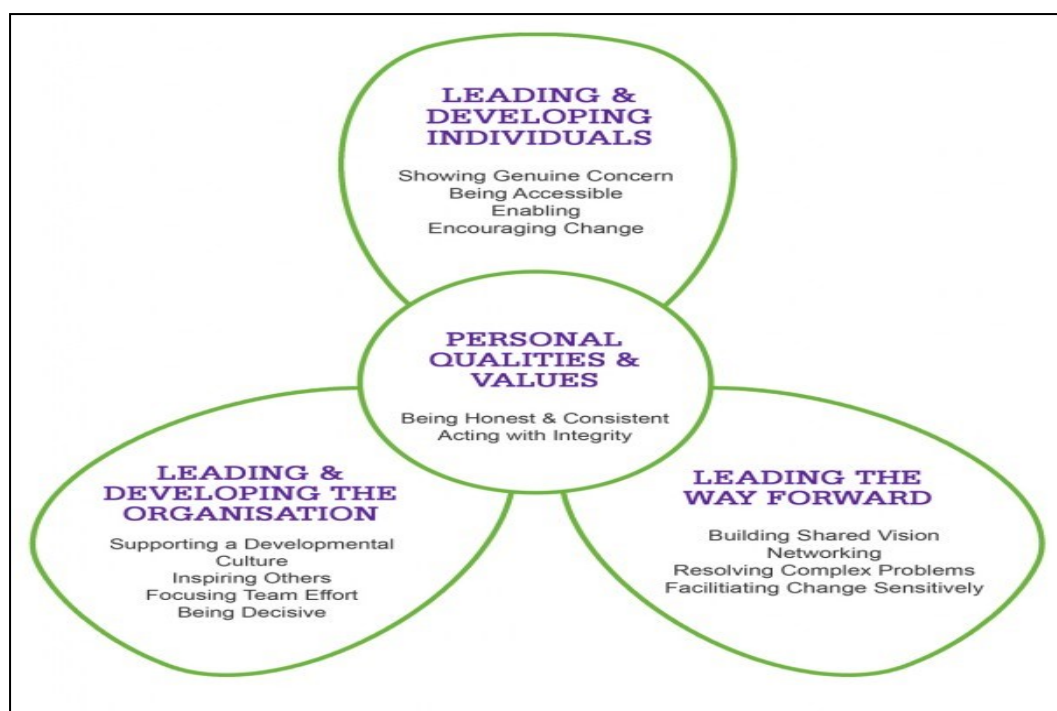 LEADING &
DEVELOPING
INDIVIDUALS
Showing Genuine Concern
Being Accessible
Enabling
Encouraging Change
PERSONAL
QUALITIES &
VALUES
Being Honest & Consistent
Acting with Integrity
LEADING &
DEVELOPING THE
ORGANISATION
Supporting a Developmental
Culture
Inspiring Others
Focusing Team Effort
Being Decisive
LEADING THE
WAY FORWARD
Building Shared Vision
Networking
Resolving Complex Problems
Facilitiating Change Sensitively